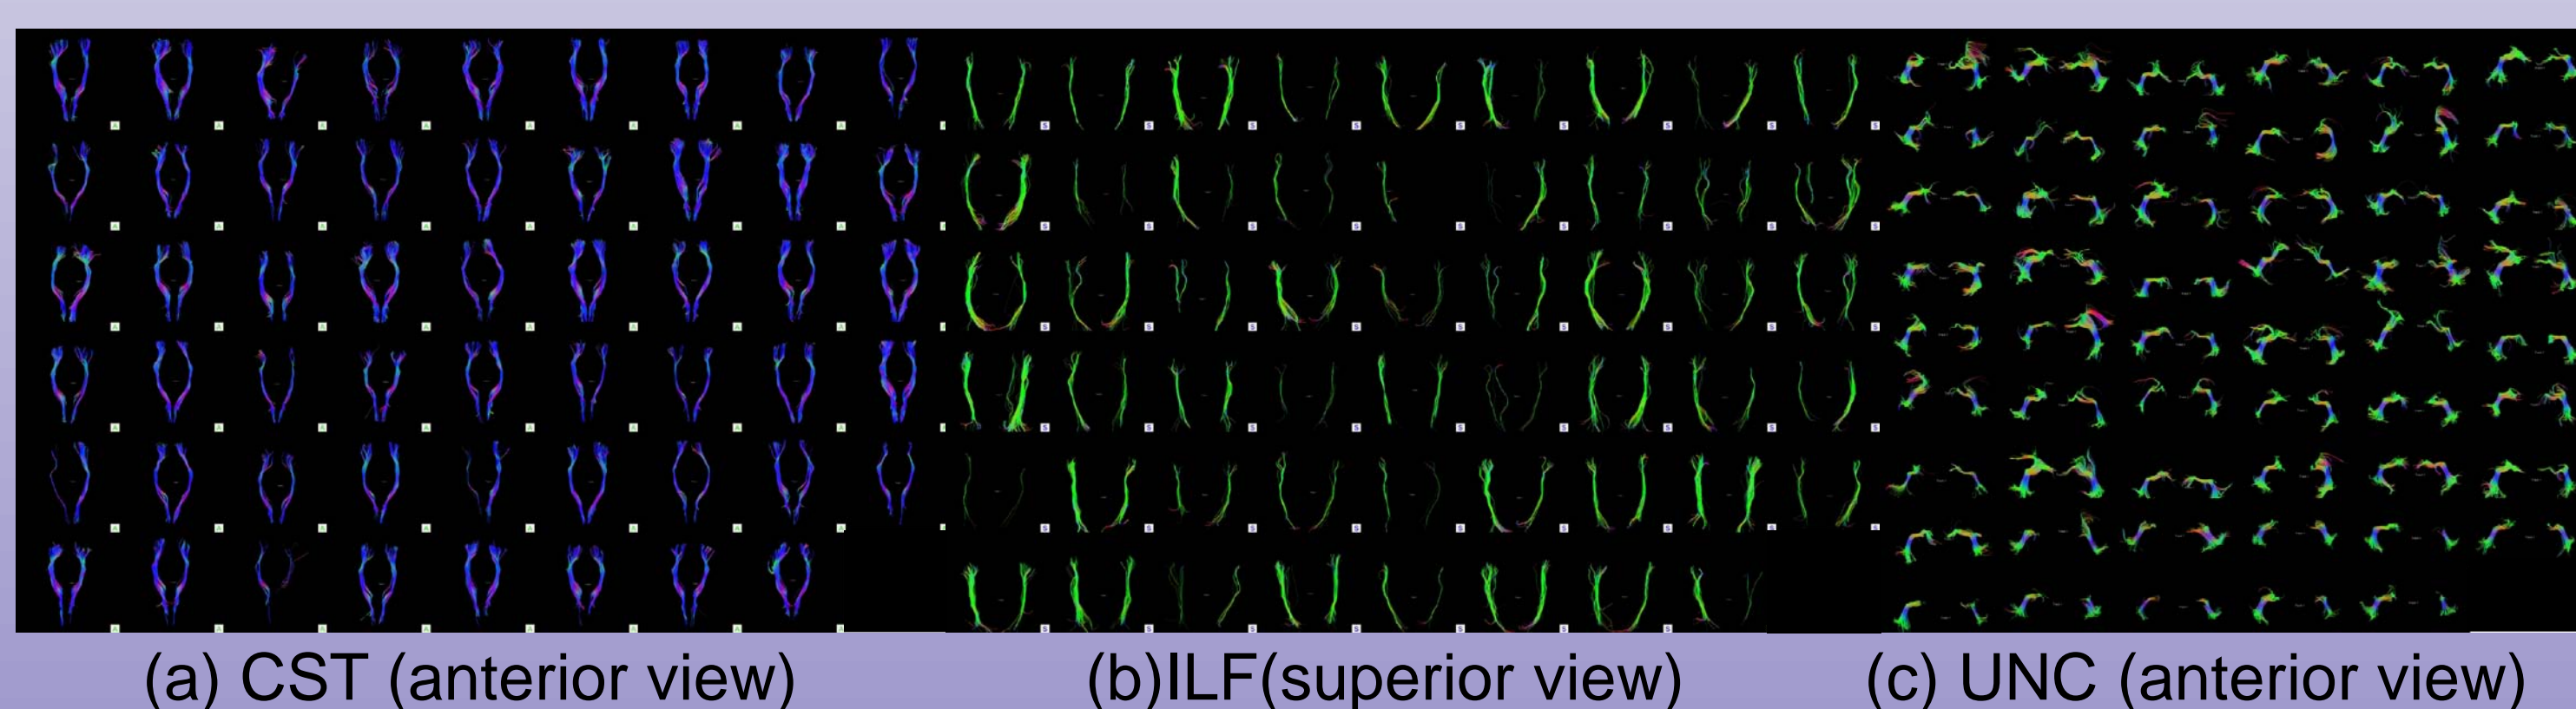 (a) CST (anterior view)
(b)ILF(superior view)
(c) UNC (anterior view)